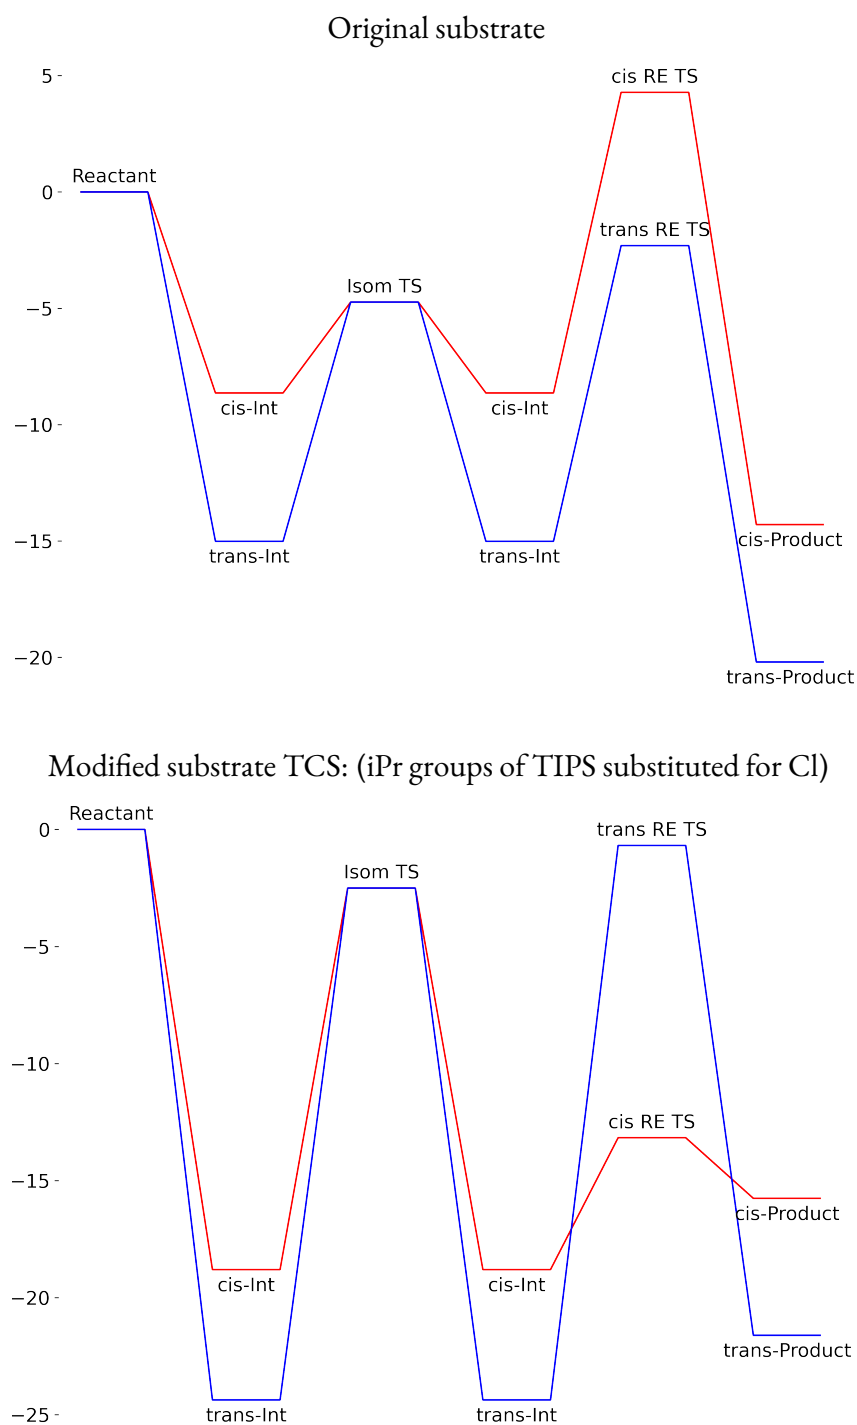 Original substrate
5
cis RE TS
Reactant
0
trans RE TS
Isom TS
−5
cis-Int
cis-Int
−10
−15
cis-Product
trans-Int
trans-Int
−20
trans-Product
Modified substrate TCS: (iPr groups of TIPS substituted for Cl)
Reactant
0
trans RE TS
Isom TS
−5
−10
cis RE TS
−15
cis-Product
cis-Int
cis-Int
−20
trans-Product
−25
trans-Int
trans-Int